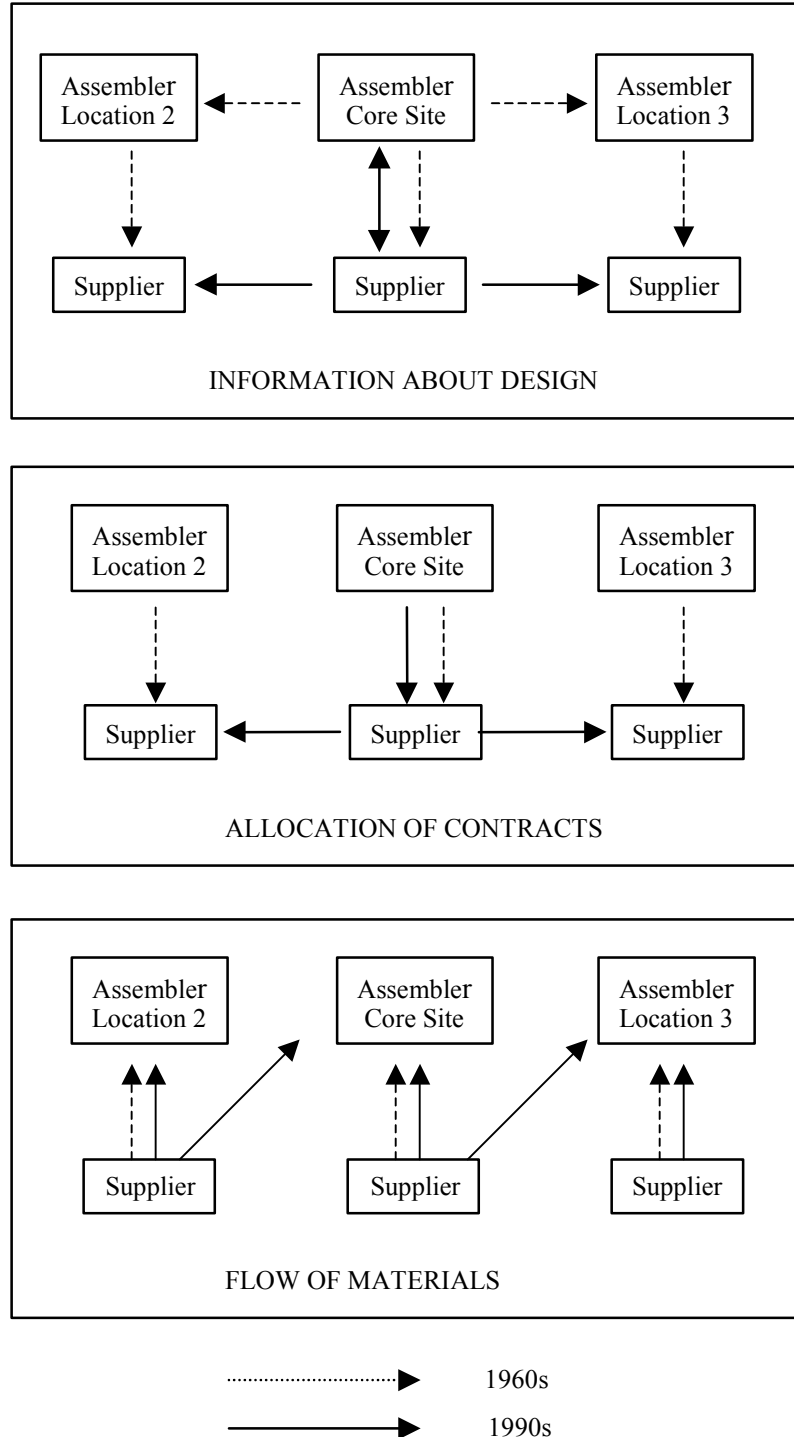 Assembler
Location 2
Assembler
Core Site
Assembler
Location 3
Supplier
Supplier
Supplier
INFORMATION ABOUT DESIGN
Assembler
Location 2
Assembler
Core Site
Assembler
Location 3
Supplier
Supplier
Supplier
ALLOCATION OF CONTRACTS
Assembler
Location 2
Assembler
Core Site
Assembler
Location 3
Supplier
Supplier
Supplier
FLOW OF MATERIALS
1960s
1990s